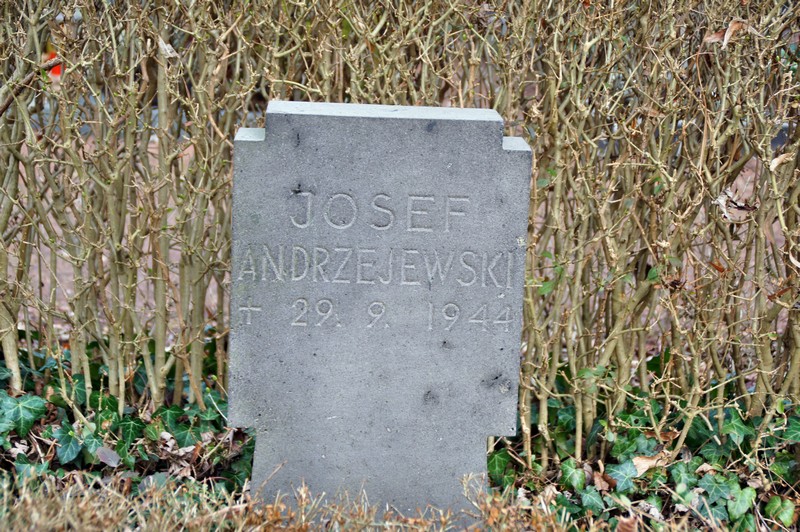 JOSEF
ANDRZEJEWSKI
† 29. 9. 1944